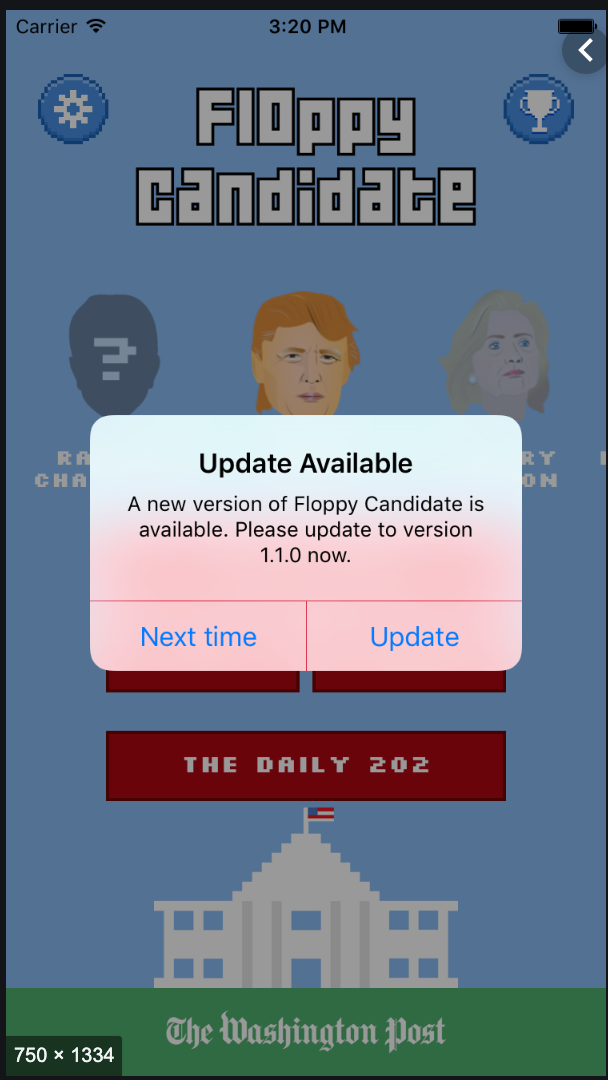 Carrier 3:20 PM
Floppy
Candidate
?
RA RY
CHA ON
Update Available
A new version of Floppy Candidate is
available. Please update to version
1.1.0 now.
Next time Update
THE DAILY 202
The Washington Post
750 × 1334